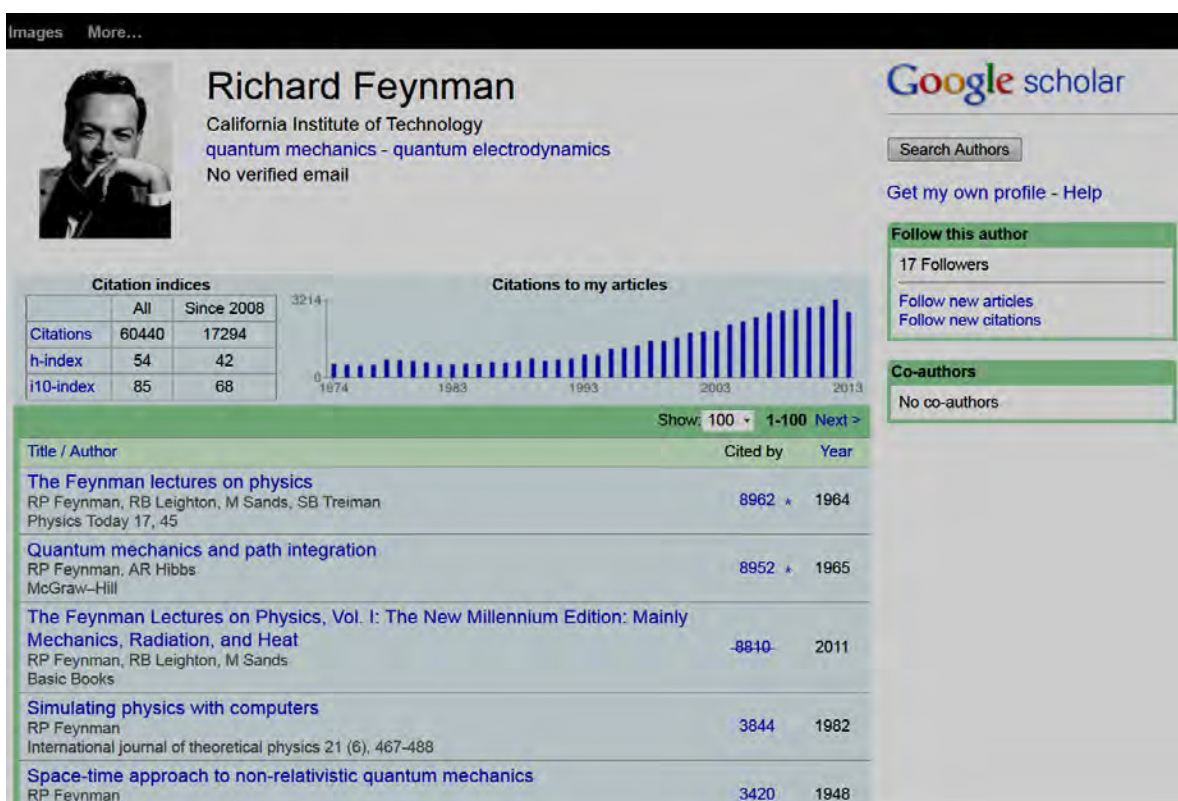 Images More...
Richard Feynman
California Institute of Technology
quantum mechanics - quantum electrodynamics
No verified email
Google scholar
Search Authors
Get my own profile - Help
Follow this author
17 Followers
Follow new articles
Follow new citations
Co-authors
No co-authors
Citation indices
All Since 2008
Citations 60440 17294
h-index 54 42
i10-index 85 68
Citations to my articles
3214
0
1974 1983 1993 2003 2013
Show: 100 1-100 Next >
Title / Author Cited by Year
The Feynman lectures on physics
RP Feynman, RB Leighton, M Sands, SB Treiman
Physics Today 17, 45
8962 * 1964
Quantum mechanics and path integration
RP Feynman, AR Hibbs
McGraw–Hill
8952 * 1965
The Feynman Lectures on Physics, Vol. I: The New Millennium Edition: Mainly
Mechanics, Radiation, and Heat
RP Feynman, RB Leighton, M Sands
Basic Books
8810 2011
Simulating physics with computers
RP Feynman
International journal of theoretical physics 21 (6), 467-488
3844 1982
Space-time approach to non-relativistic quantum mechanics
RP Feynman
3420 1948